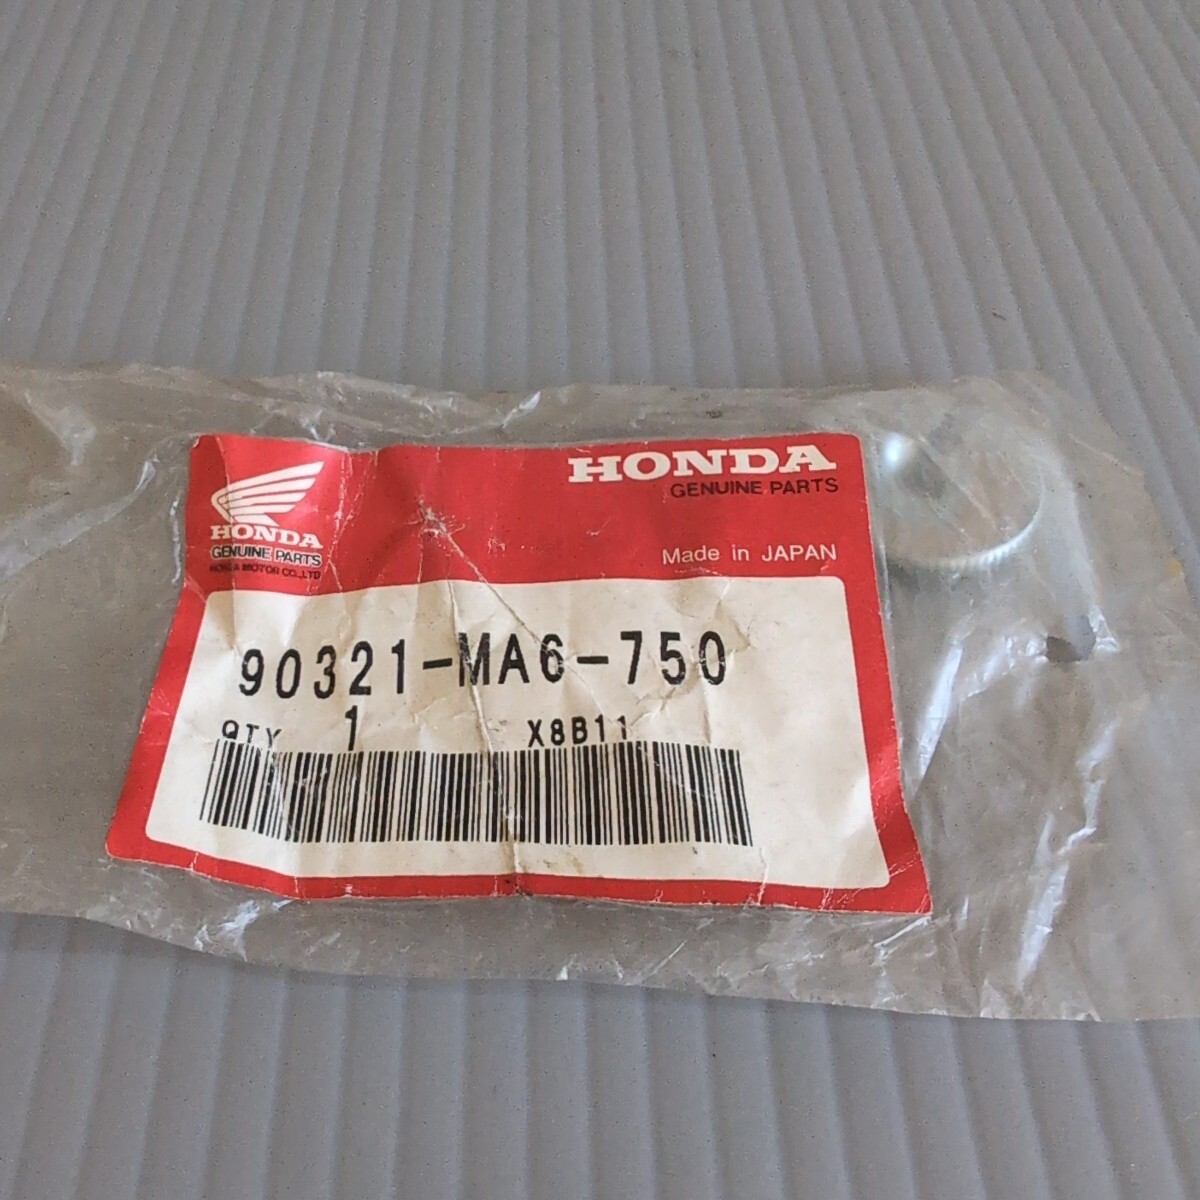 HONDA
GENUINE PARTS
HONDA MOTOR CO.,LTD
HONDA
GENUINE PARTS
Made in JAPAN
90321-MA6-750
QTY 1 X8B11